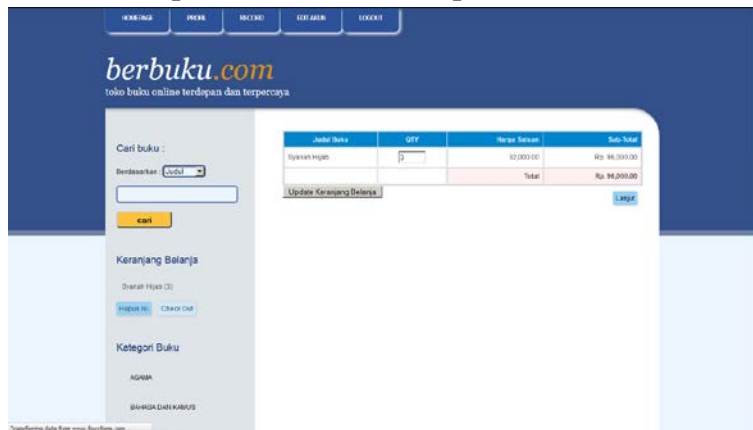 HOMEPAGE PROFIL RECORD EDIT AKUN LOGOUT
berbuku.com
toko buku online terdepan dan terpercaya
Cari buku :
Berdasarkan : Judul
cari
Keranjang Belanja
Syariah Hijab (3)
Hapus Isi Check Out
Kategori Buku
AGAMA
BAHASA DAN KAMUS
Judul Buku QTY Harga Satuan Sub-Total
Syariah Hijab 3 32,000.00 Rp. 96,000.00
Total Rp. 96,000.00
Update Keranjang Belanja
Lanjut